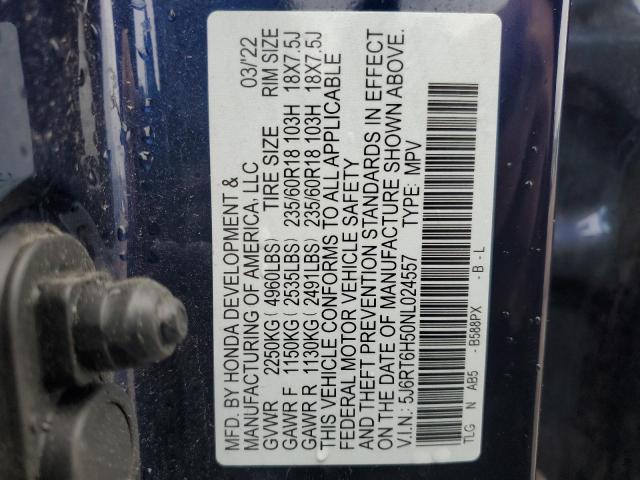 MFD. BY HONDA DEVELOPMENT & 03/'22
MANUFACTURING OF AMERICA, LLC
GVWR 2250KG ( 4960LBS) TIRE SIZE RIM SIZE
GAWR F 1150KG ( 2535LBS) 235/60R18 103H 18X7.5J
GAWR R 1130KG ( 2491LBS) 235/60R18 103H 18X7.5J
THIS VEHICLE CONFORMS TO ALL APPLICABLE
FEDERAL MOTOR VEHICLE SAFETY
AND THEFT PREVENTION STANDARDS IN EFFECT
ON THE DATE OF MANUFACTURE SHOWN ABOVE.
V.I.N.: 5J6RT6H50NL024557 TYPE: MPV
TLG N AB5 - B588PX - B - L